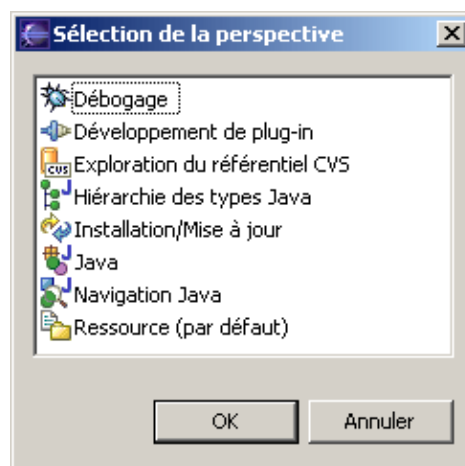 Sélection de la perspective
Débogage
Développement de plug-in
CVS Exploration du référentiel CVS
Hiérarchie des types Java
Installation/Mise à jour
Java
Navigation Java
Ressource (par défaut)
OK Annuler